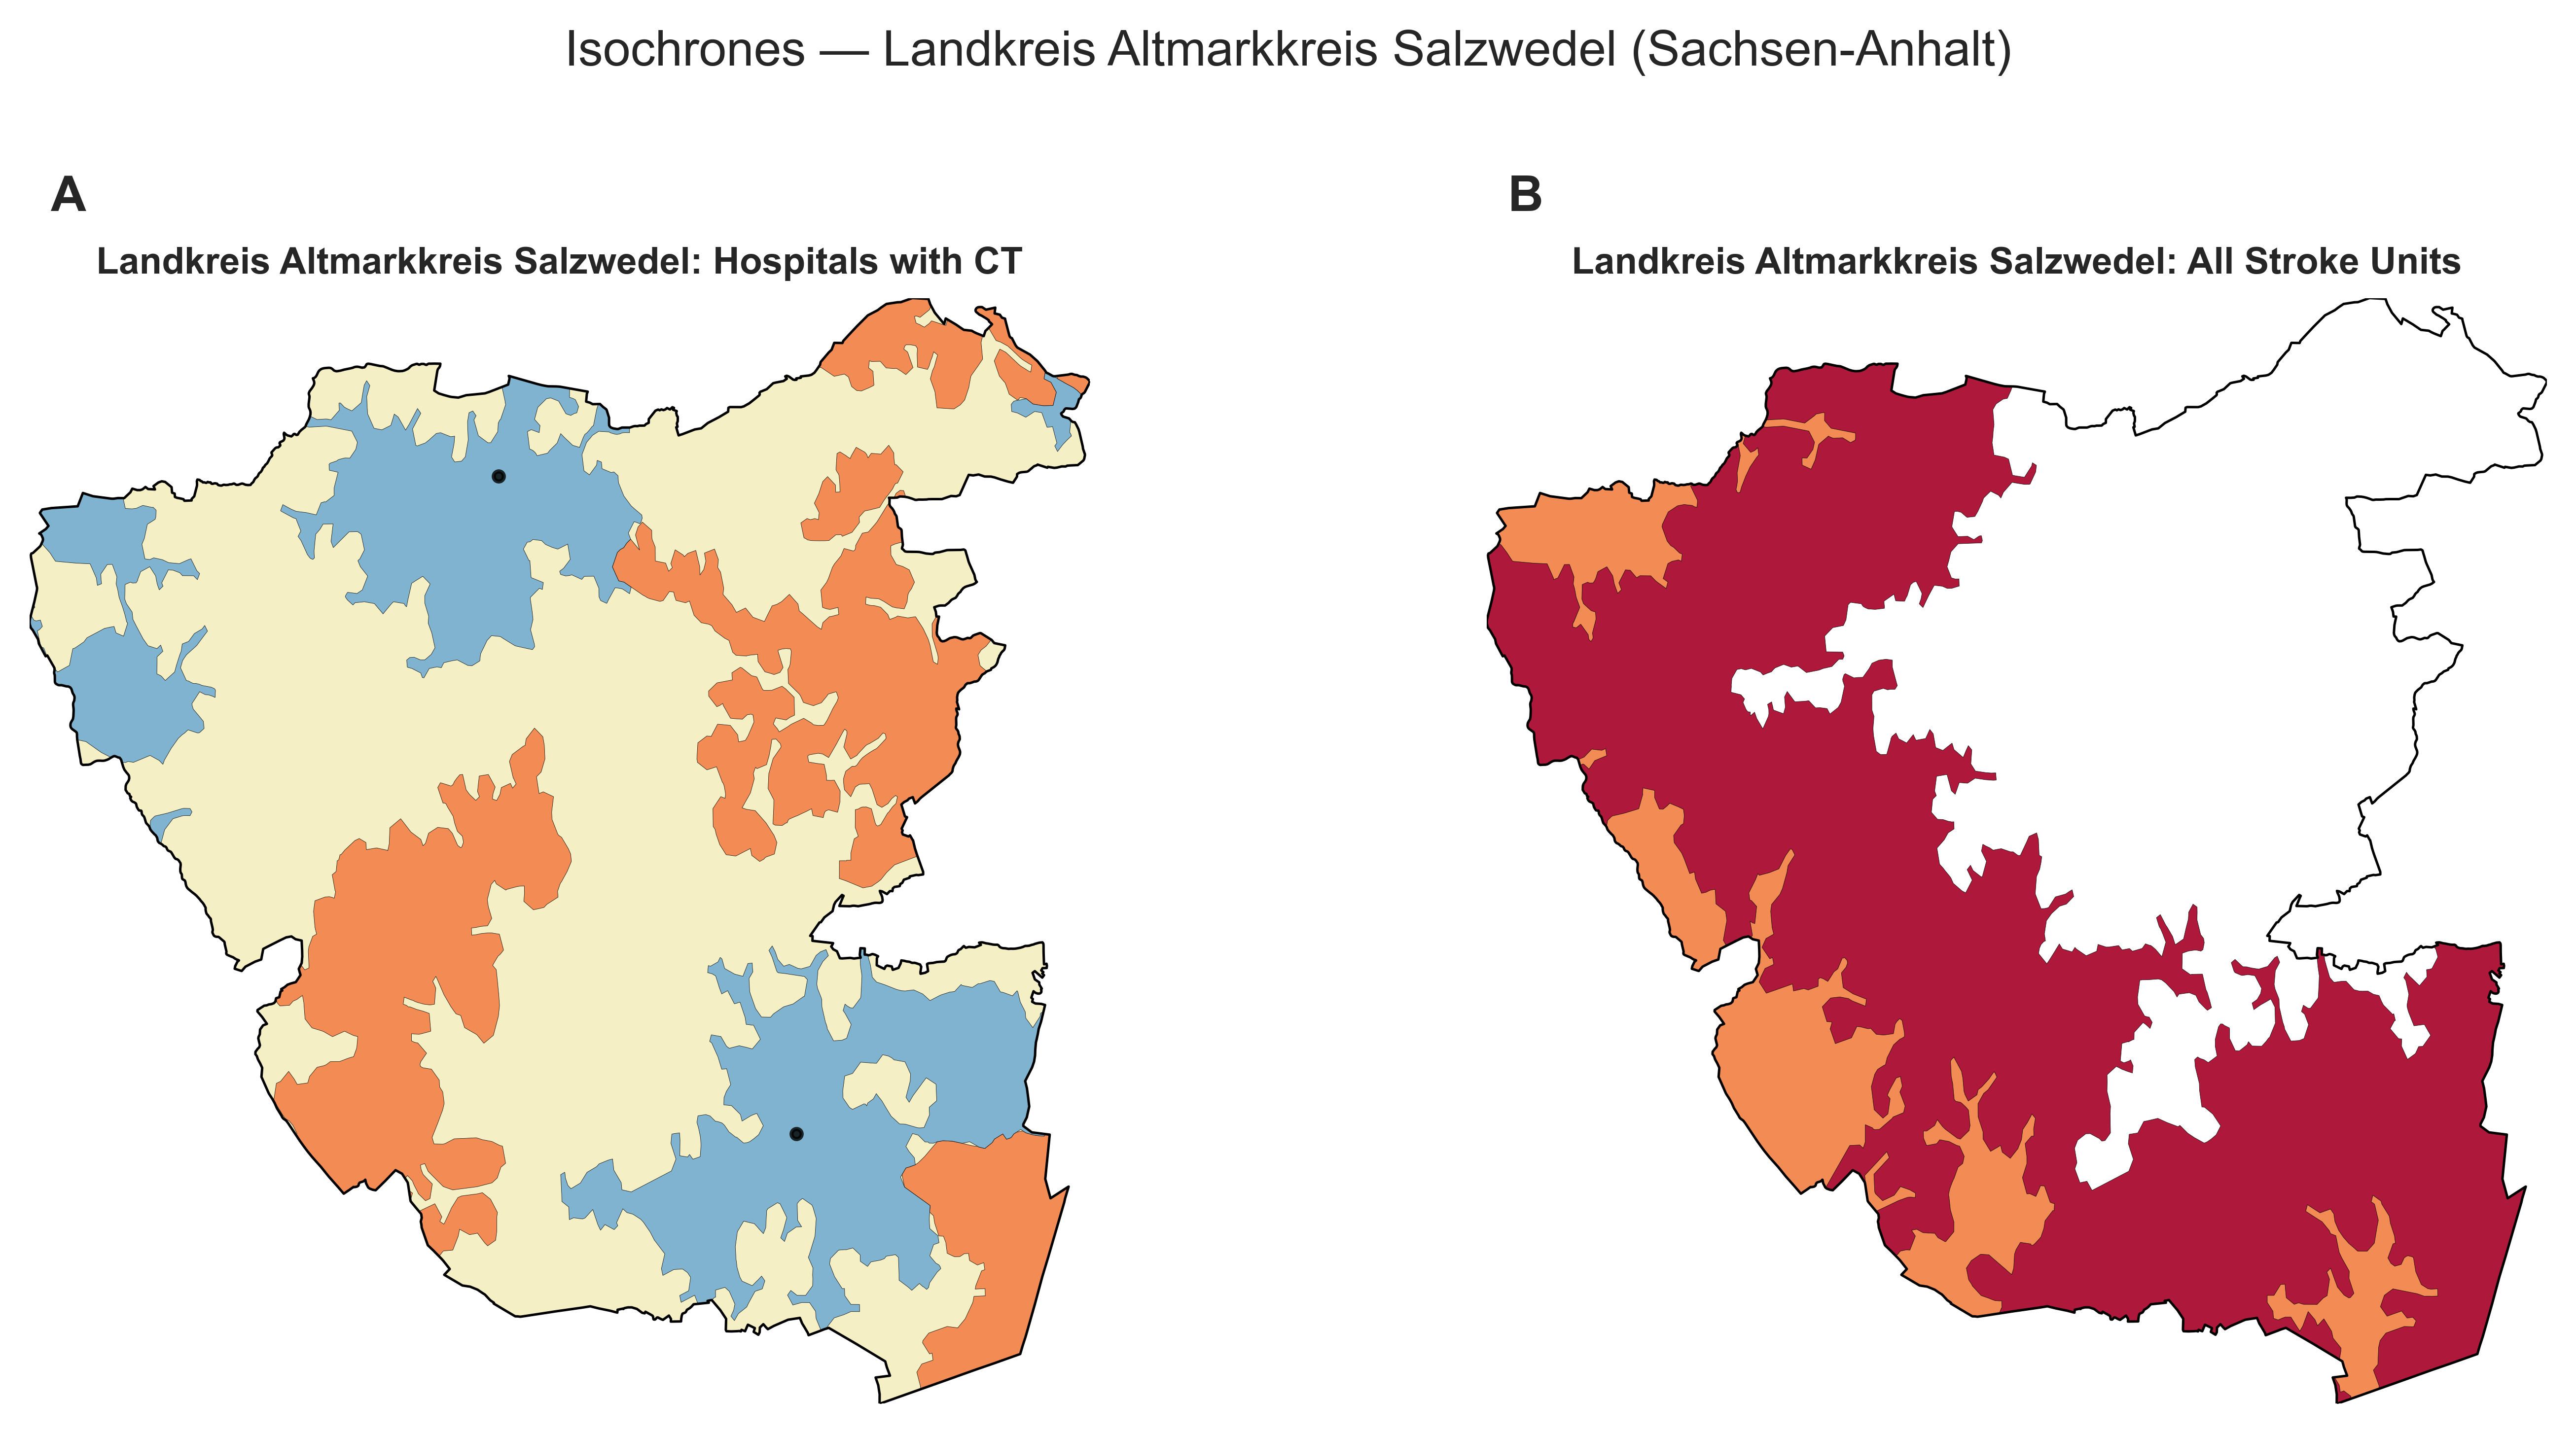 Isochrones — Landkreis Altmarkkreis Salzwedel (Sachsen-Anhalt)
A
Landkreis Altmarkkreis Salzwedel: Hospitals with CT
B
Landkreis Altmarkkreis Salzwedel: All Stroke Units